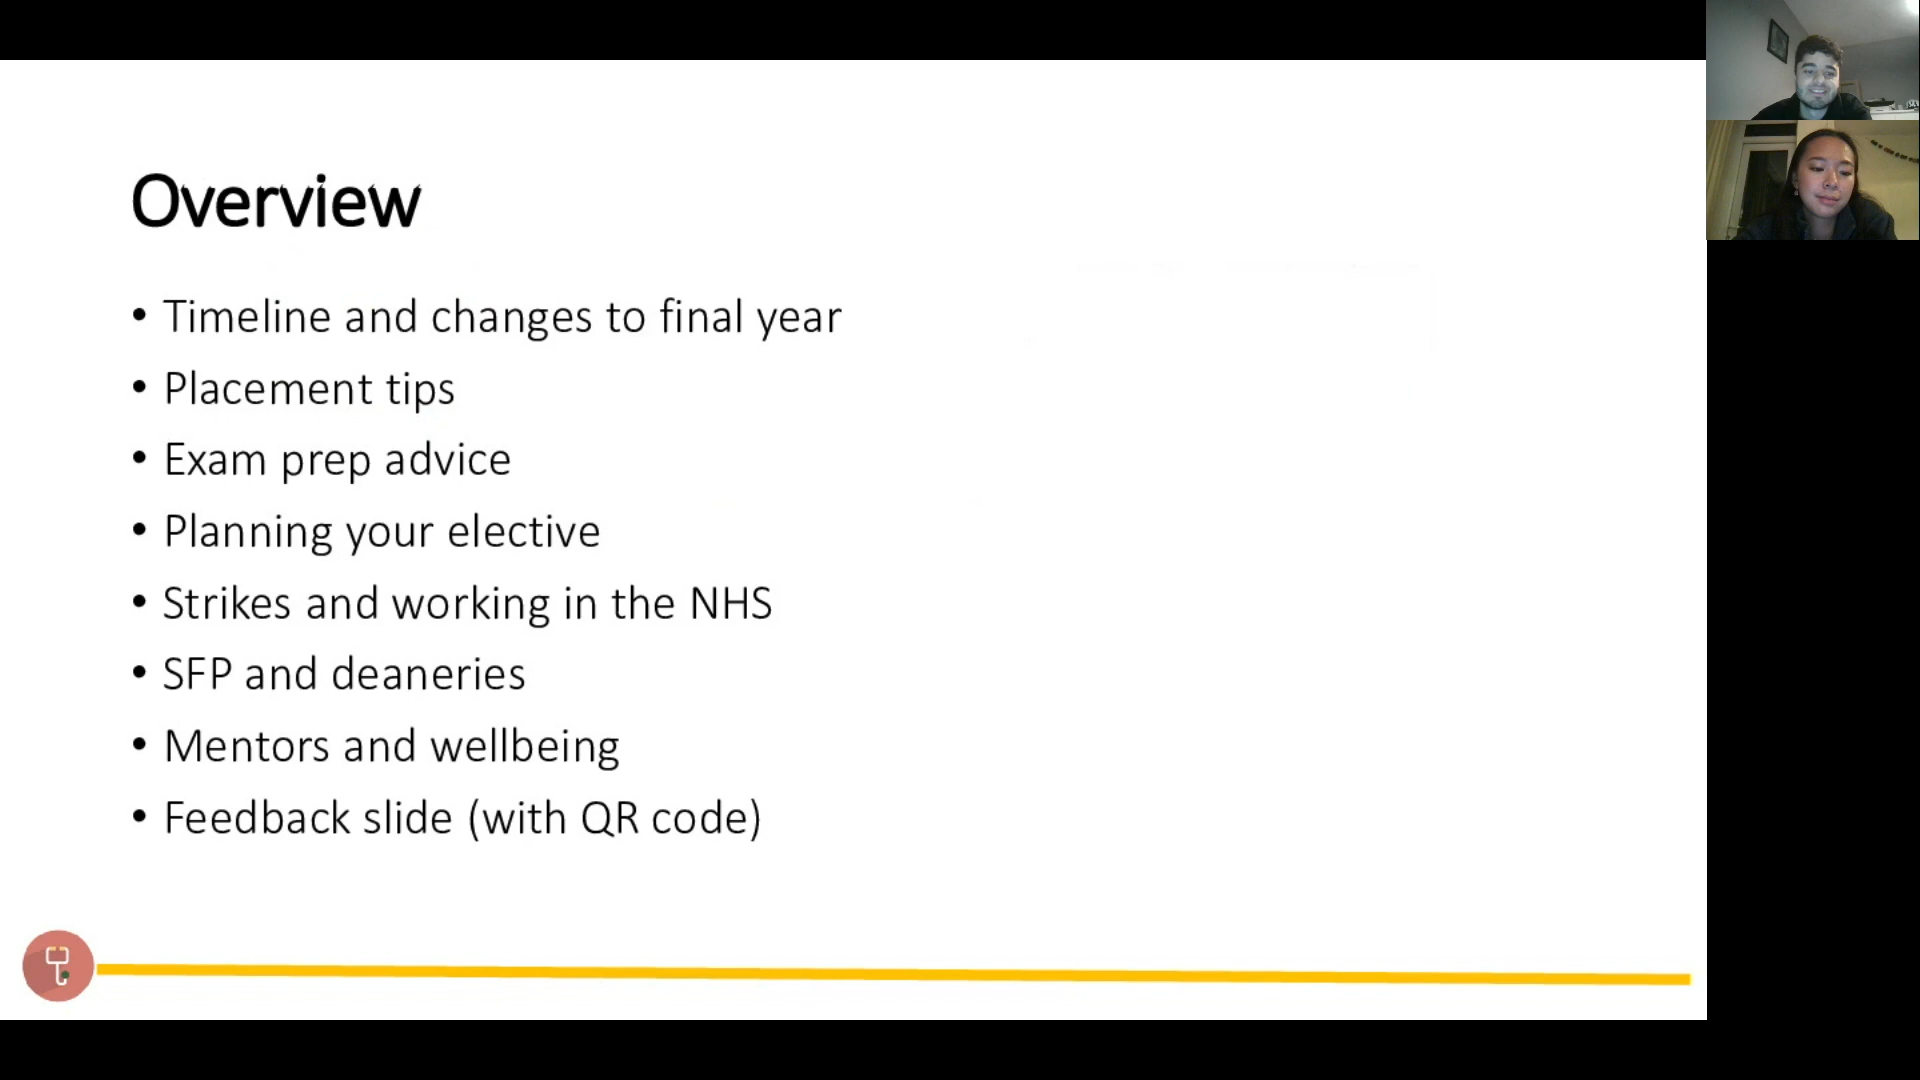 Overview
• Timeline and changes to final year
• Placement tips
• Exam prep advice
• Planning your elective
• Strikes and working in the NHS
• SFP and deaneries
• Mentors and wellbeing
• Feedback slide (with QR code)